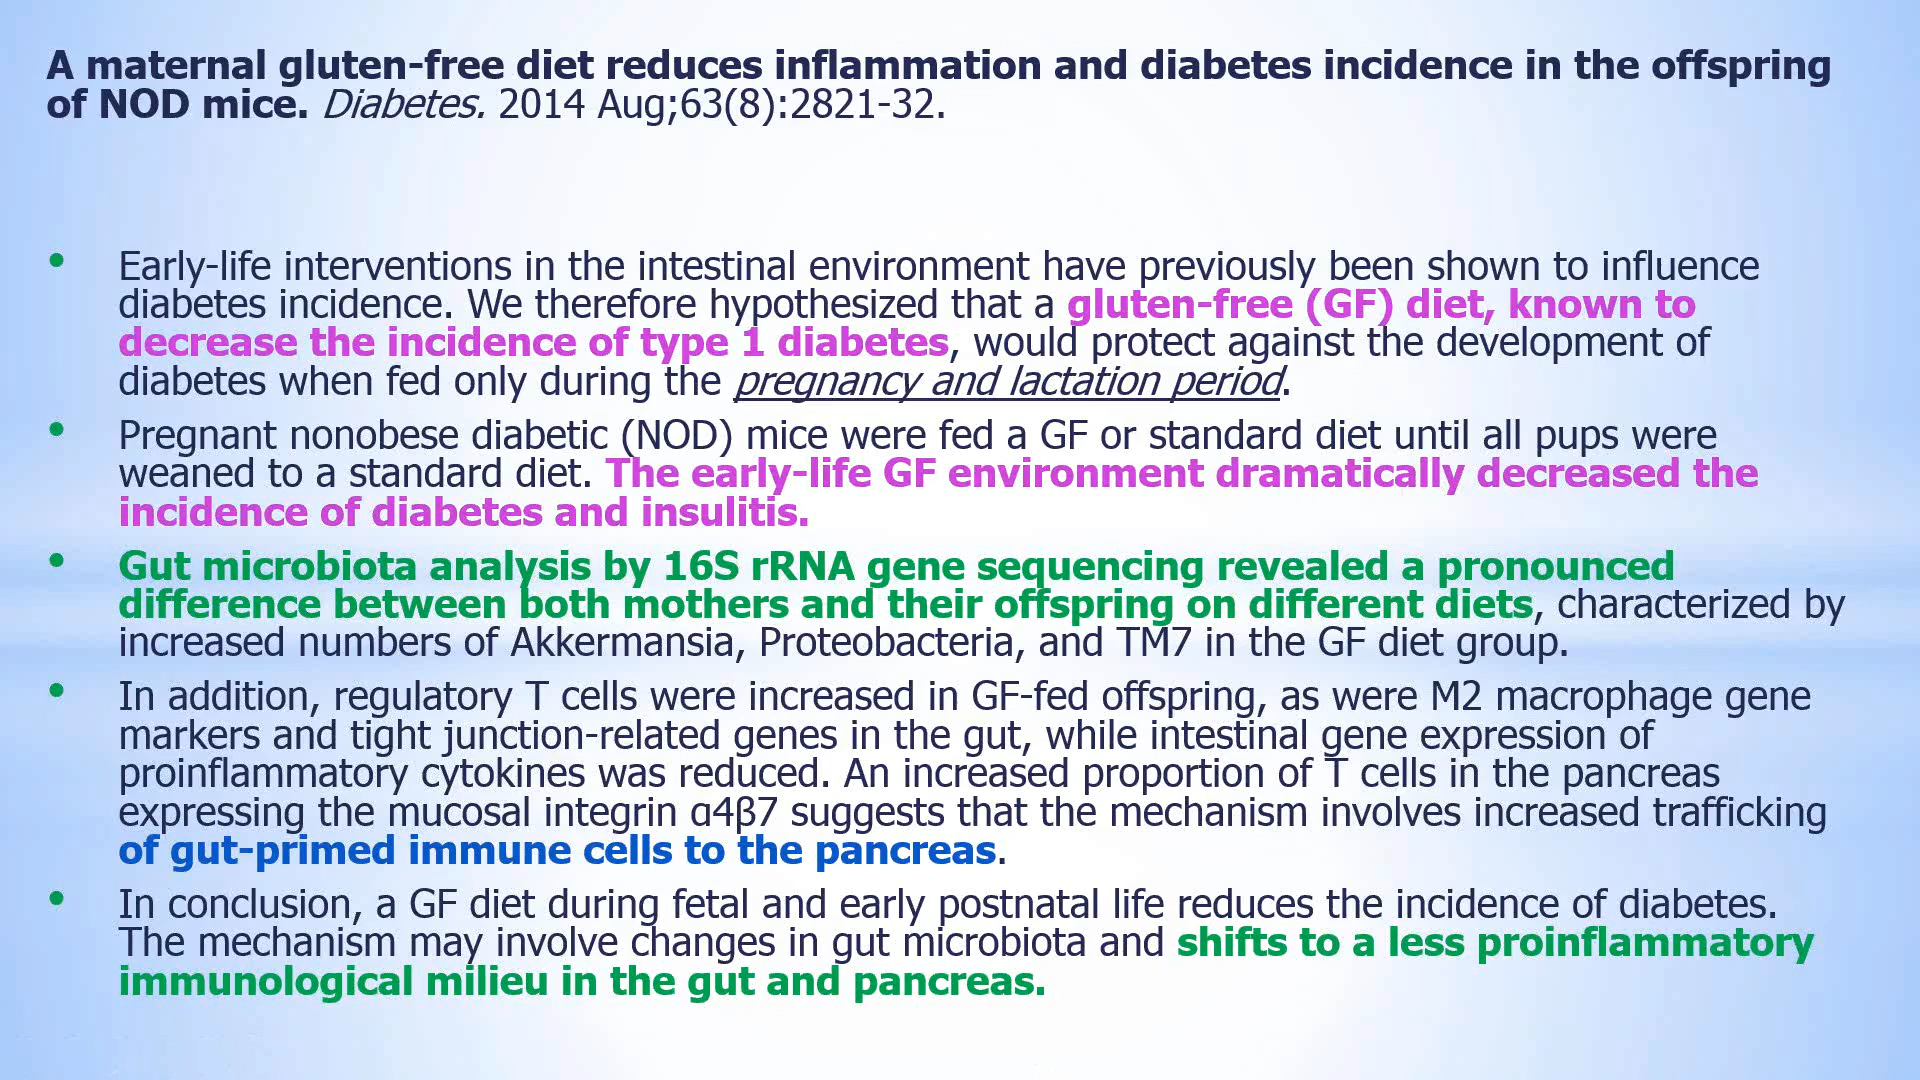 A maternal gluten-free diet reduces inflammation and diabetes incidence in the offspring
of NOD mice. Diabetes. 2014 Aug;63(8):2821-32.
• Early-life interventions in the intestinal environment have previously been shown to influence
diabetes incidence. We therefore hypothesized that a gluten-free (GF) diet, known to
decrease the incidence of type 1 diabetes, would protect against the development of
diabetes when fed only during the pregnancy and lactation period.
• Pregnant nonobese diabetic (NOD) mice were fed a GF or standard diet until all pups were
weaned to a standard diet. The early-life GF environment dramatically decreased the
incidence of diabetes and insulitis.
• Gut microbiota analysis by 16S rRNA gene sequencing revealed a pronounced
difference between both mothers and their offspring on different diets, characterized by
increased numbers of Akkermansia, Proteobacteria, and TM7 in the GF diet group.
• In addition, regulatory T cells were increased in GF-fed offspring, as were M2 macrophage gene
markers and tight junction-related genes in the gut, while intestinal gene expression of
proinflammatory cytokines was reduced. An increased proportion of T cells in the pancreas
expressing the mucosal integrin α4β7 suggests that the mechanism involves increased trafficking
of gut-primed immune cells to the pancreas.
• In conclusion, a GF diet during fetal and early postnatal life reduces the incidence of diabetes.
The mechanism may involve changes in gut microbiota and shifts to a less proinflammatory
immunological milieu in the gut and pancreas.